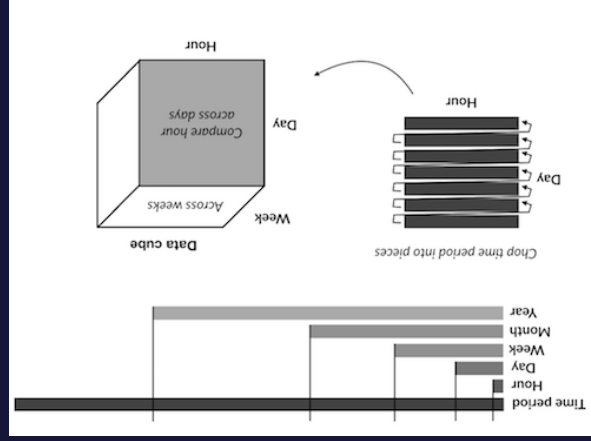 Time period
Hour
Day
Week
Month
Year
Chop time period into pieces
Day
Hour
Data cube
Week
Across weeks
Day
Compare hour
across days
Hour